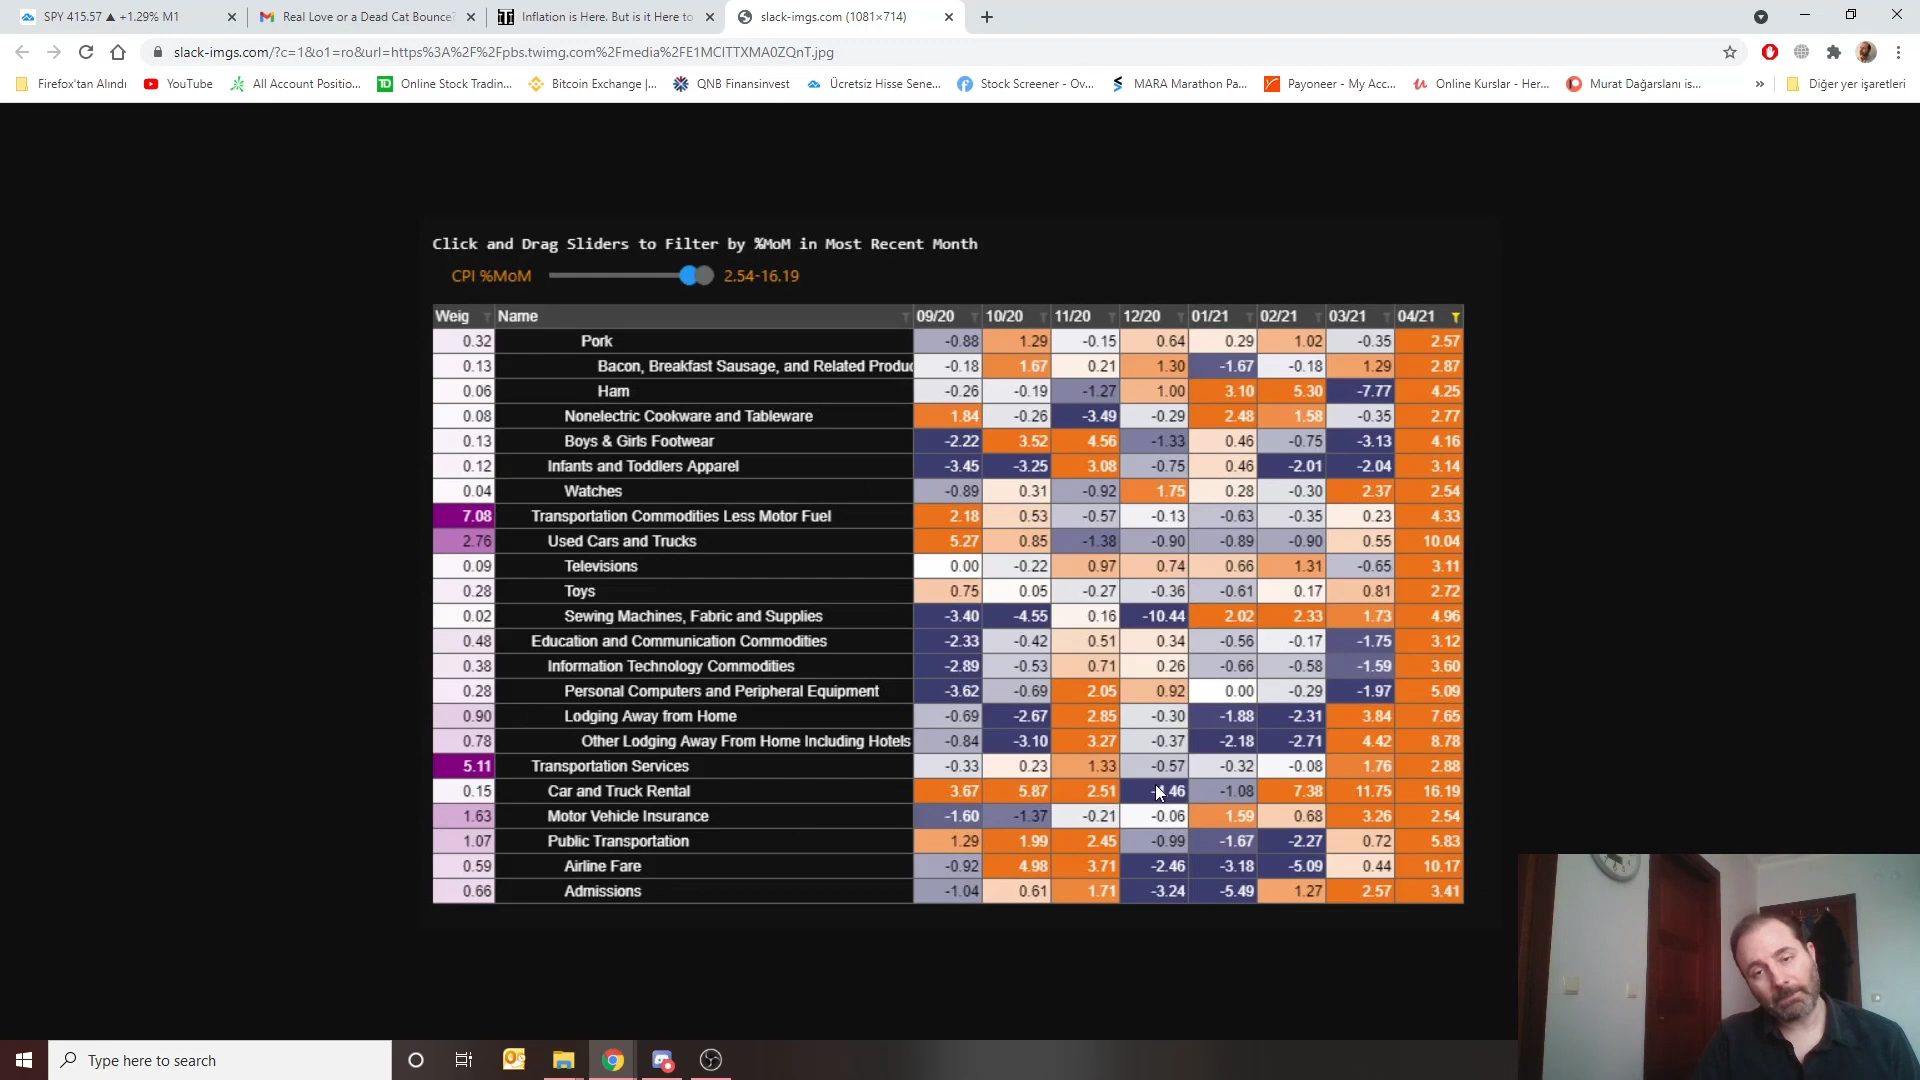 SPY 415.57 ▲ +1.29% M1
Real Love or a Dead Cat Bounce?
Inflation is Here. But is it Here to
slack-imgs.com (1081×714)
slack-imgs.com/?c=1&o1=ro&url=https%3A%2F%2Fpbs.twimg.com%2Fmedia%2FE1MCITTXMA0ZQnT.jpg
Firefox'tan Alındı YouTube All Account Positio... Online Stock Tradin... Bitcoin Exchange |... QNB Finansinvest Ücretsiz Hisse Sene... Stock Screener - Ov... MARA Marathon Pa... Payoneer - My Acc... Online Kurslar - Her... Murat Dağarslanı is... » Diğer yer işaretleri
Click and Drag Sliders to Filter by %MoM in Most Recent Month
CPI %MoM 2.54-16.19
Weig Name 09/20 10/20 11/20 12/20 01/21 02/21 03/21 04/21
0.32 Pork -0.88 1.29 -0.15 0.64 0.29 1.02 -0.35 2.57
0.13 Bacon, Breakfast Sausage, and Related Produc -0.18 1.67 0.21 1.30 -1.67 -0.18 1.29 2.87
0.06 Ham -0.26 -0.19 -1.27 1.00 3.10 5.30 -7.77 4.25
0.08 Nonelectric Cookware and Tableware 1.84 -0.26 -3.49 -0.29 2.48 1.58 -0.35 2.77
0.13 Boys & Girls Footwear -2.22 3.52 4.56 -1.33 0.46 -0.75 -3.13 4.16
0.12 Infants and Toddlers Apparel -3.45 -3.25 3.08 -0.75 0.46 -2.01 -2.04 3.14
0.04 Watches -0.89 0.31 -0.92 1.75 0.28 -0.30 2.37 2.54
7.08 Transportation Commodities Less Motor Fuel 2.18 0.53 -0.57 -0.13 -0.63 -0.35 0.23 4.33
2.76 Used Cars and Trucks 5.27 0.85 -1.38 -0.90 -0.89 -0.90 0.55 10.04
0.09 Televisions 0.00 -0.22 0.97 0.74 0.66 1.31 -0.65 3.11
0.28 Toys 0.75 0.05 -0.27 -0.36 -0.61 0.17 0.81 2.72
0.02 Sewing Machines, Fabric and Supplies -3.40 -4.55 0.16 -10.44 2.02 2.33 1.73 4.96
0.48 Education and Communication Commodities -2.33 -0.42 0.51 0.34 -0.56 -0.17 -1.75 3.12
0.38 Information Technology Commodities -2.89 -0.53 0.71 0.26 -0.66 -0.58 -1.59 3.60
0.28 Personal Computers and Peripheral Equipment -3.62 -0.69 2.05 0.92 0.00 -0.29 -1.97 5.09
0.90 Lodging Away from Home -0.69 -2.67 2.85 -0.30 -1.88 -2.31 3.84 7.65
0.78 Other Lodging Away From Home Including Hotels -0.84 -3.10 3.27 -0.37 -2.18 -2.71 4.42 8.78
5.11 Transportation Services -0.33 0.23 1.33 -0.57 -0.32 -0.08 1.76 2.88
0.15 Car and Truck Rental 3.67 5.87 2.51 -1.08 7.38 11.75 16.19
1.63 Motor Vehicle Insurance -1.60 -1.37 -0.21 -0.06 1.59 0.68 3.26 2.54
1.07 Public Transportation 1.29 1.99 2.45 -0.99 -1.67 -2.27 0.72 5.83
0.59 Airline Fare -0.92 4.98 3.71 -2.46 -3.18 -5.09 0.44 10.17
0.66 Admissions -1.04 0.61 1.71 -3.24 -5.49 1.27 2.57 3.41
Type here to search